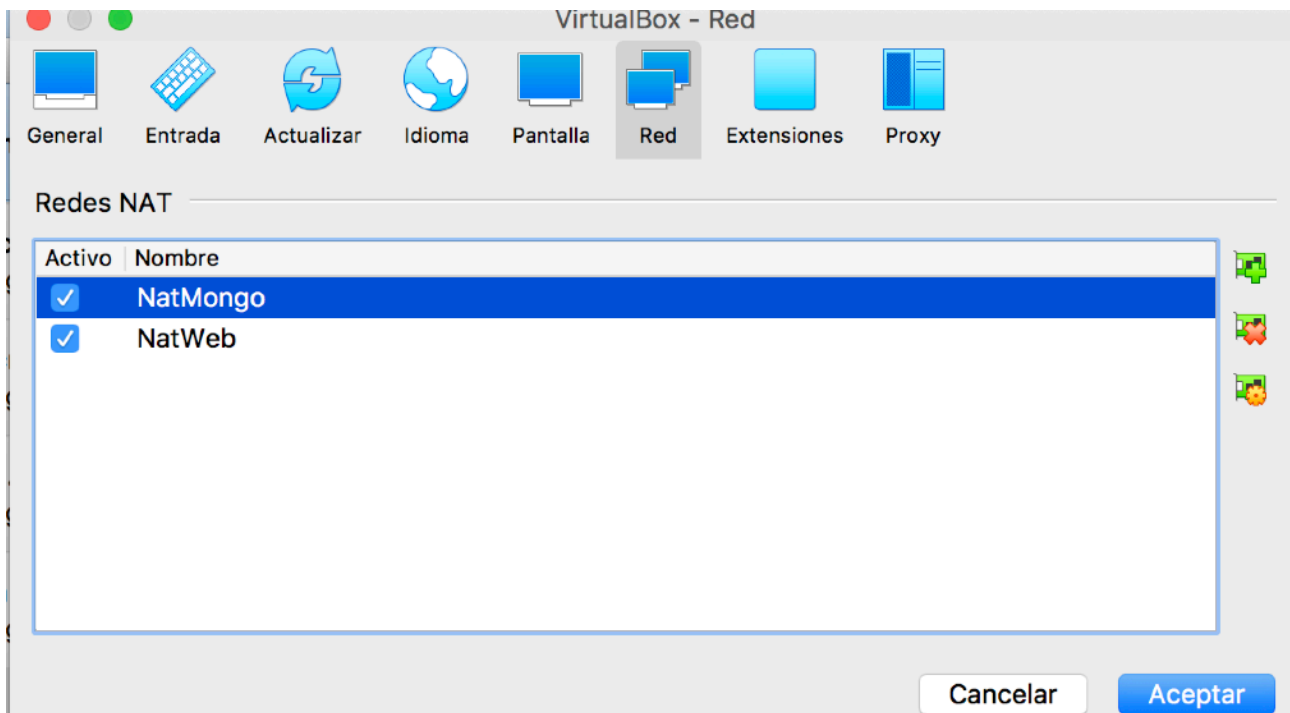 VirtualBox - Red
General Entrada Actualizar Idioma Pantalla Red Extensiones Proxy
Redes NAT
Activo Nombre
NatMongo
NatWeb
Cancelar Aceptar